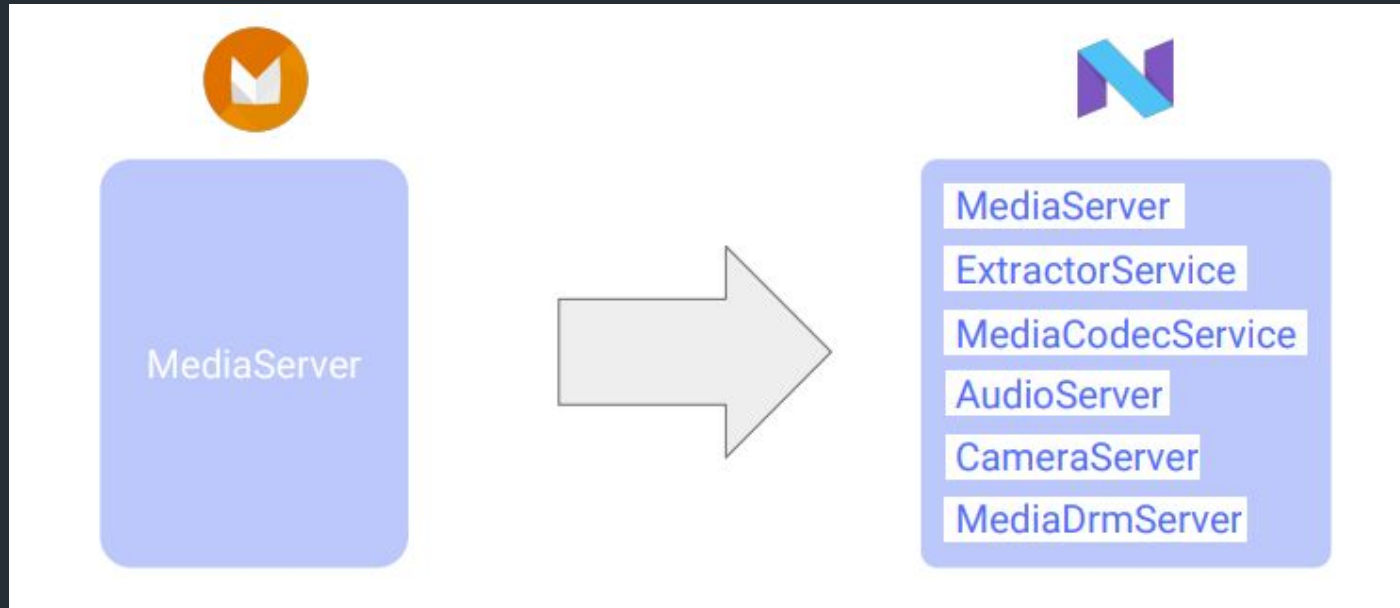 MediaServer
MediaServer
ExtractorService
MediaCodecService
AudioServer
CameraServer
MediaDrmServer